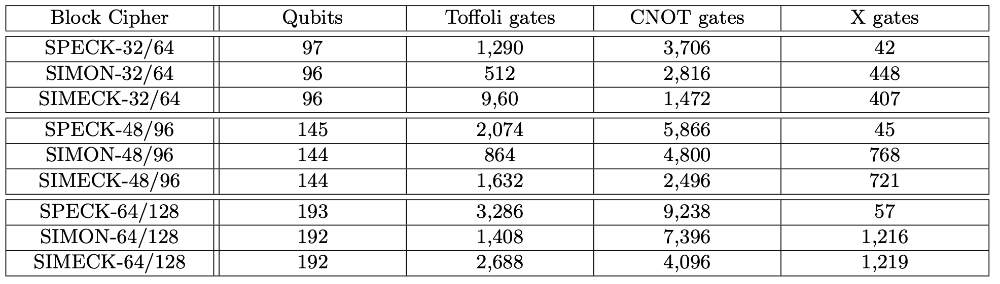 Block Cipher Qubits Toffoli gates CNOT gates X gates
SPECK-32/64 97 1,290 3,706 42
SIMON-32/64 96 512 2,816 448
SIMECK-32/64 96 9,60 1,472 407
SPECK-48/96 145 2,074 5,866 45
SIMON-48/96 144 864 4,800 768
SIMECK-48/96 144 1,632 2,496 721
SPECK-64/128 193 3,286 9,238 57
SIMON-64/128 192 1,408 7,396 1,216
SIMECK-64/128 192 2,688 4,096 1,219